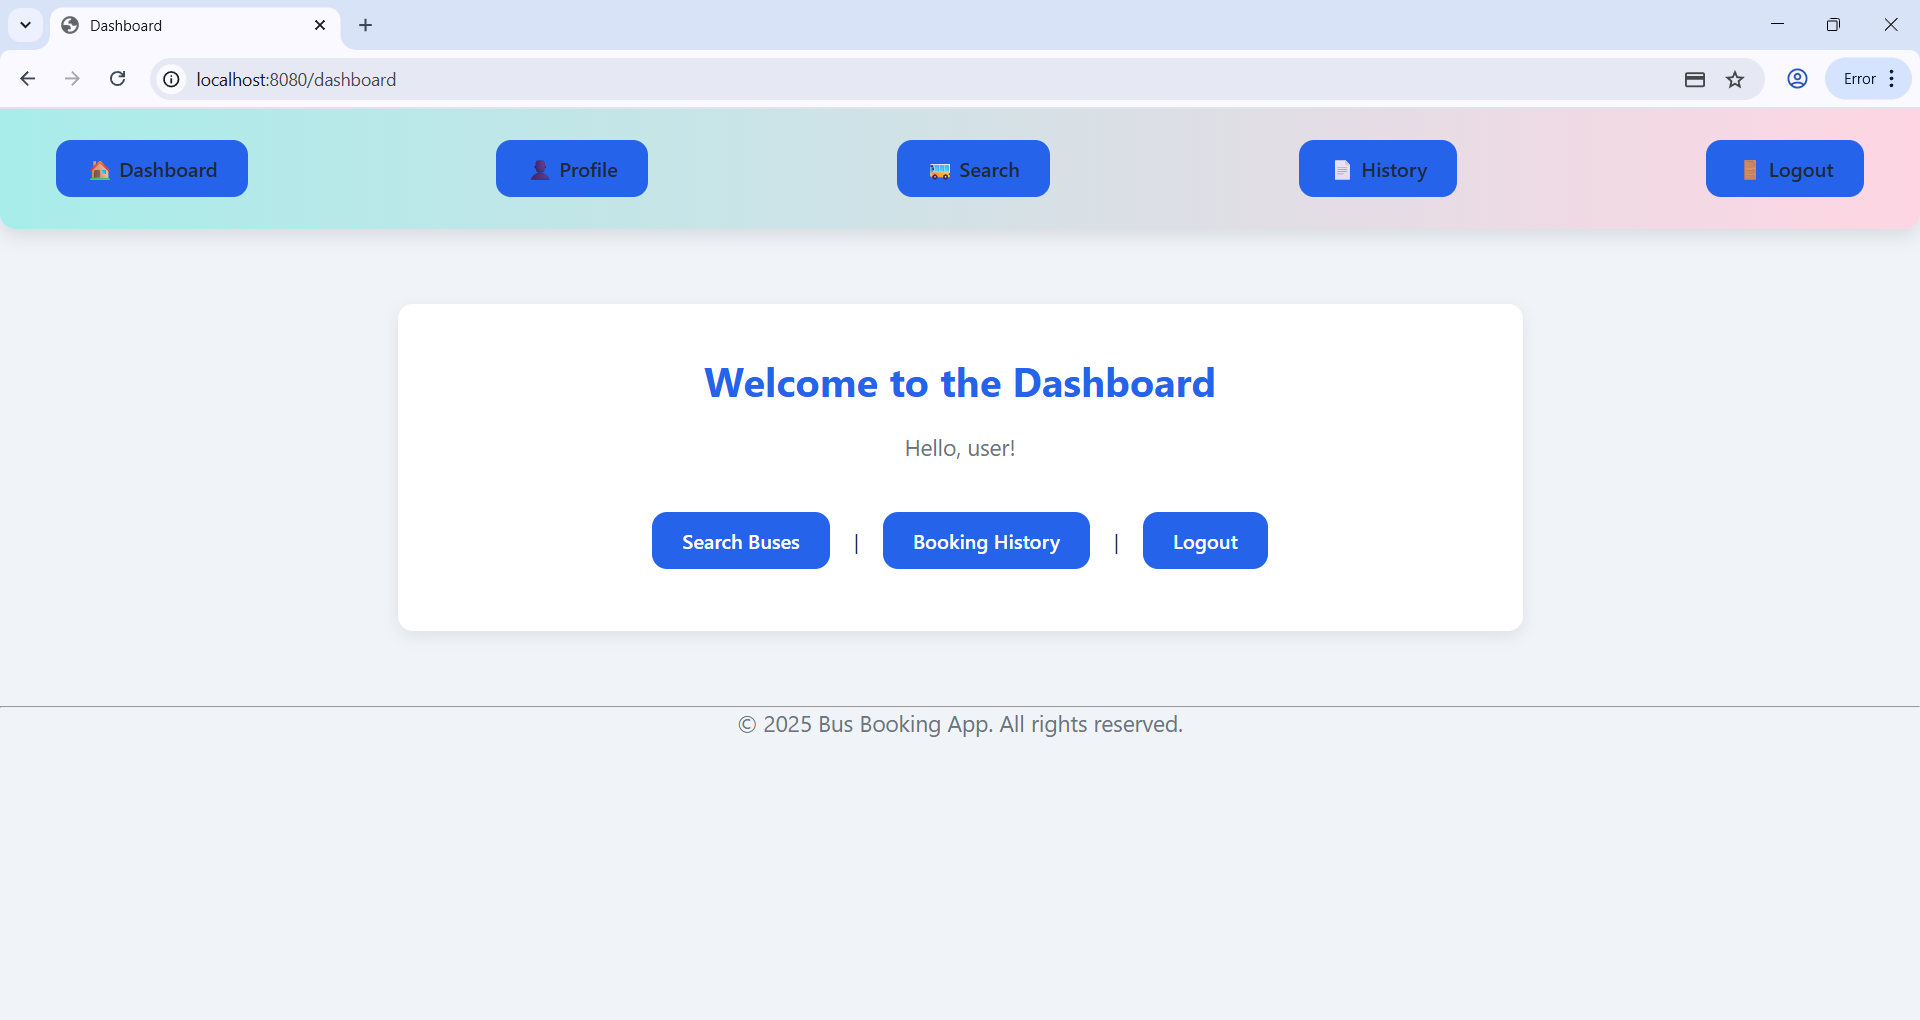 Dashboard
localhost:8080/dashboard
Error
Dashboard
Profile
Search
History
Logout
Welcome to the Dashboard
Hello, user!
Search Buses | Booking History | Logout
© 2025 Bus Booking App. All rights reserved.